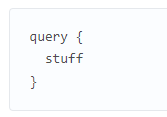 query {
  stuff
}